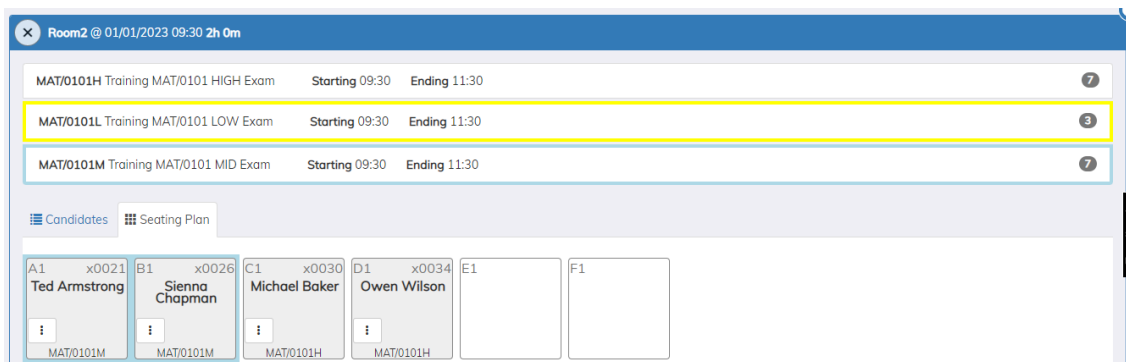 Room2 @ 01/01/2023 09:30 2h 0m
MAT/0101H Training MAT/0101 HIGH Exam Starting 09:30 Ending 11:30 7
MAT/0101L Training MAT/0101 LOW Exam Starting 09:30 Ending 11:30 3
MAT/0101M Training MAT/0101 MID Exam Starting 09:30 Ending 11:30 7
Candidates Seating Plan
A1 x0021 B1 x0026 C1 x0030 D1 x0034 E1 F1
Ted Armstrong Sienna Michael Baker Owen Wilson
Chapman
MAT/0101M MAT/0101M MAT/0101H MAT/0101H